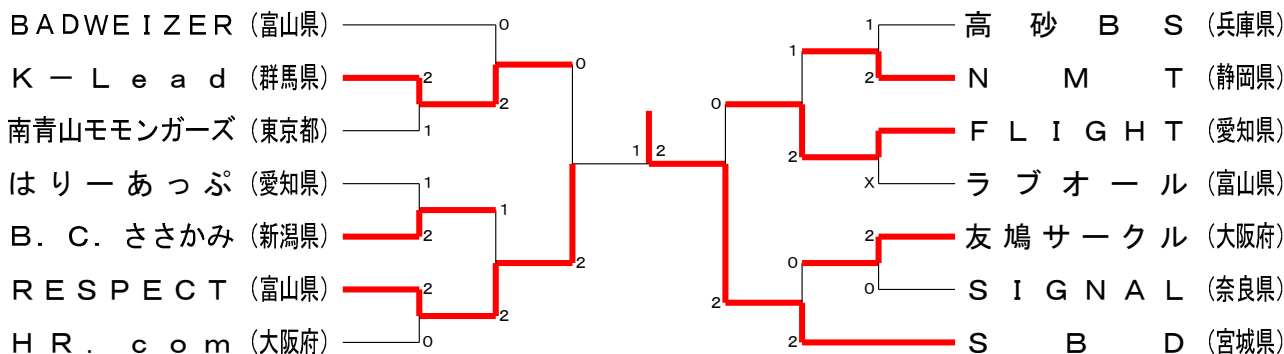 BADWEIZER (富山県) 0 1 高砂BS (兵庫県)
K-Lead (群馬県) 2 0 1 2 NMT (静岡県)
2 0
南青山モモンガーズ (東京都) 1 FLIGHT (愛知県)
1 2 2
はりーあっぷ (愛知県) 1 X ラブオール (富山県)
1
B.C.ささかみ (新潟県) 2 2 友鳩サークル (大阪府)
2 0
RESPECT (富山県) 2 0 SIGNAL (奈良県)
2 2
HR.com (大阪府) 0 2 SBD (宮城県)